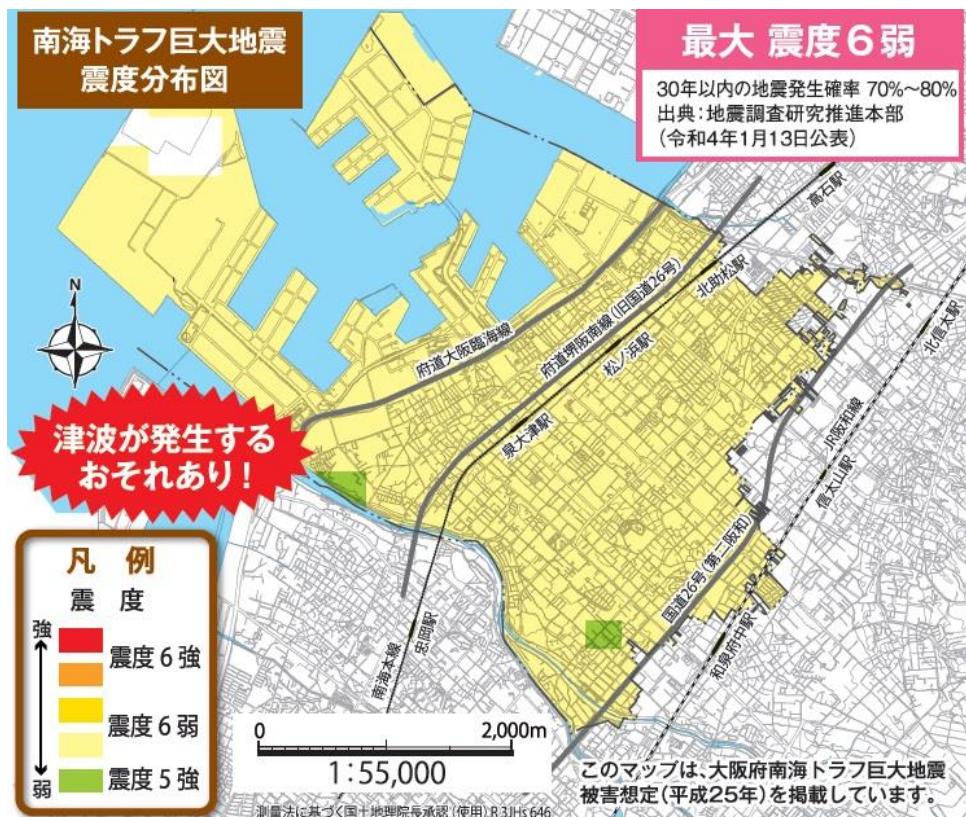 南海トラフ巨大地震
震度分布図
最大 震度6弱
30年以内の地震発生確率 70%~80%
出典:地震調査研究推進本部
(令和4年1月13日公表)
高石駅
北助松駅
北信太駅
府道大阪臨海線
府道堺阪南線(旧国道26号)
松ノ浜駅
JR阪和線
泉大津駅
信太山駅
N
津波が発生する
おそれあり!
国道26号(第二阪和)
和泉府中駅
忠岡駅
南海本線
凡 例
震 度
強
震度6強
震度6弱
震度5強
弱
0 2,000m
1:55,000
このマップは、大阪府南海トラフ巨大地震
被害想定(平成25年)を掲載しています。
測量法に基づく国土地理院長承認(使用)R 3JHs 646